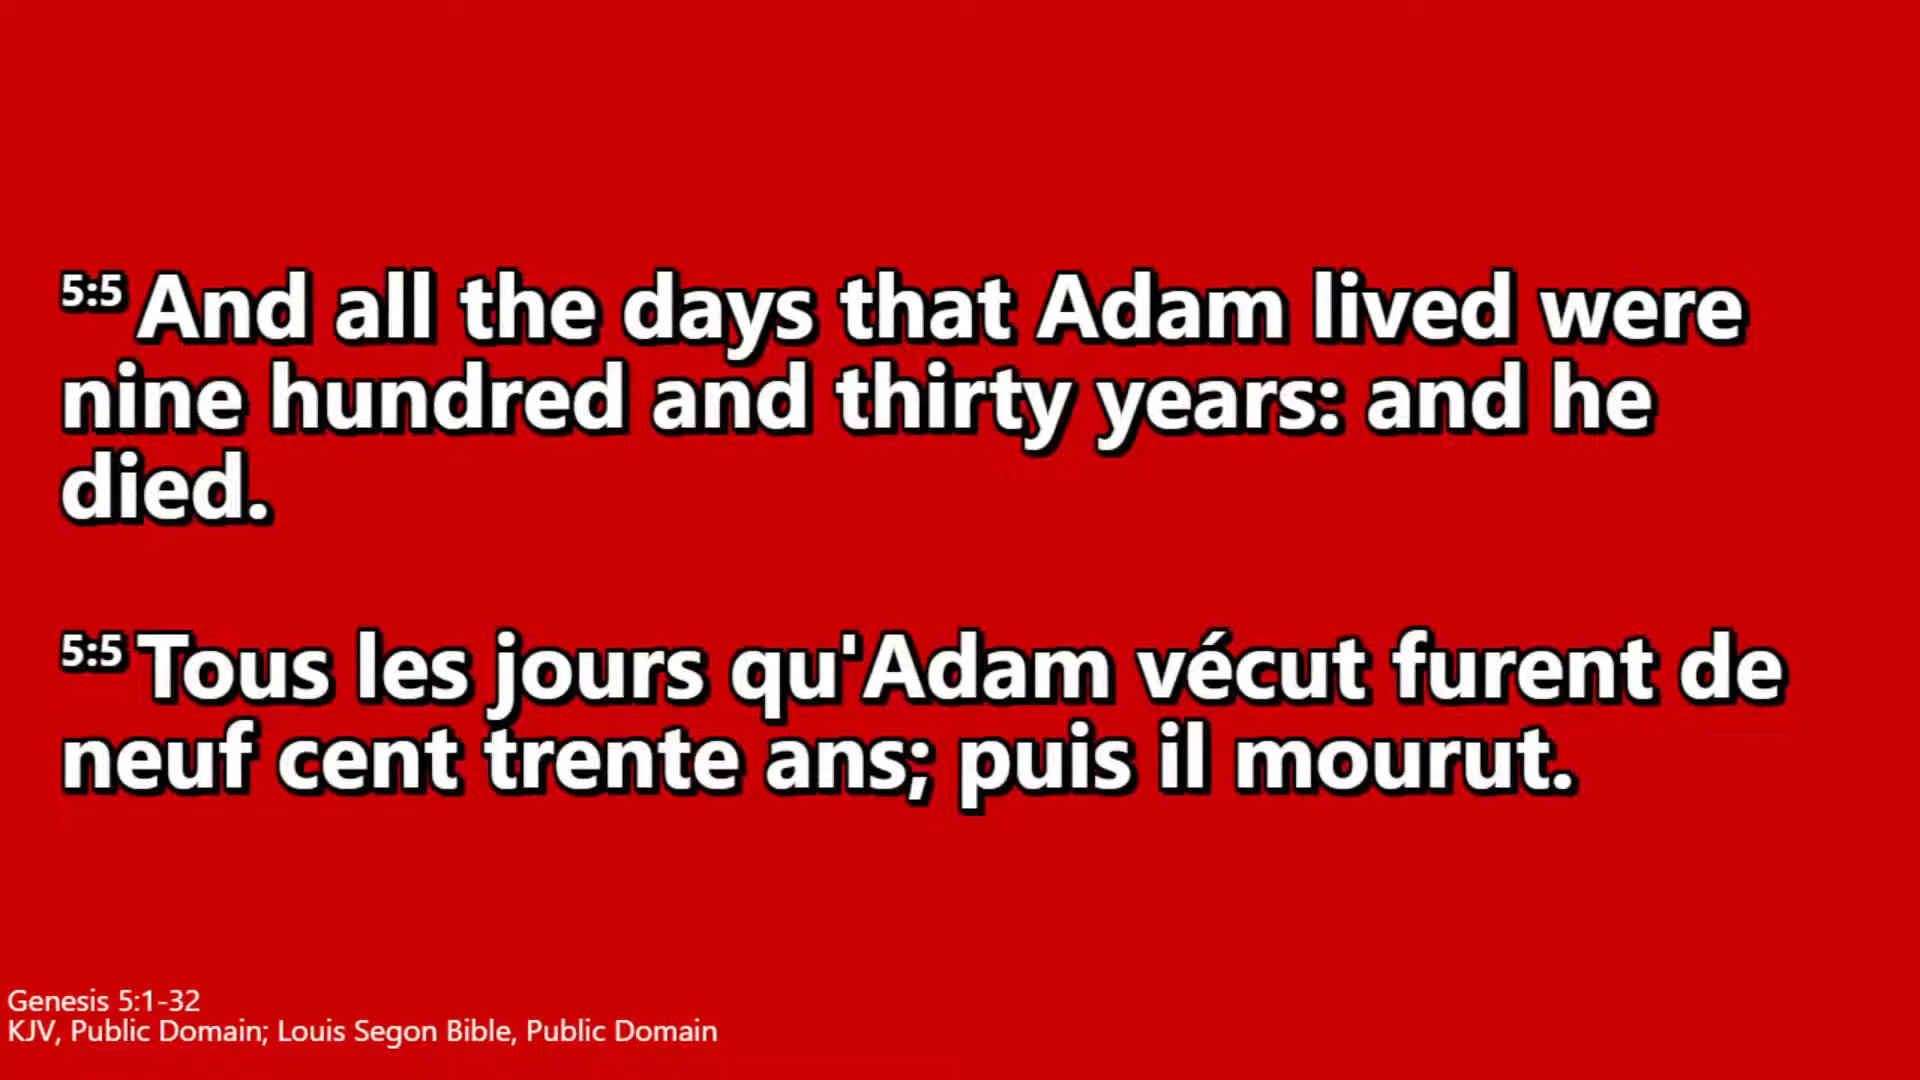 5:5 And all the days that Adam lived were
nine hundred and thirty years: and he
died.
5:5 Tous les jours qu'Adam vécut furent de
neuf cent trente ans; puis il mourut.
Genesis 5:1-32
KJV, Public Domain; Louis Segon Bible, Public Domain